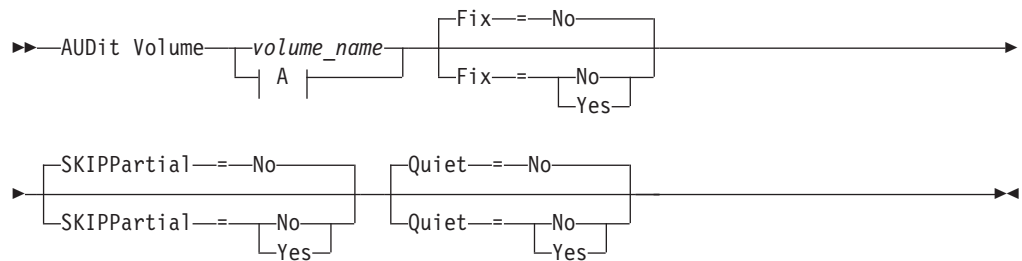 Fix = No
AUDit Volume volume_name
A
Fix = No
Yes
SKIPPartial = No
SKIPPartial = No
Yes
Quiet = No
Quiet = No
Yes